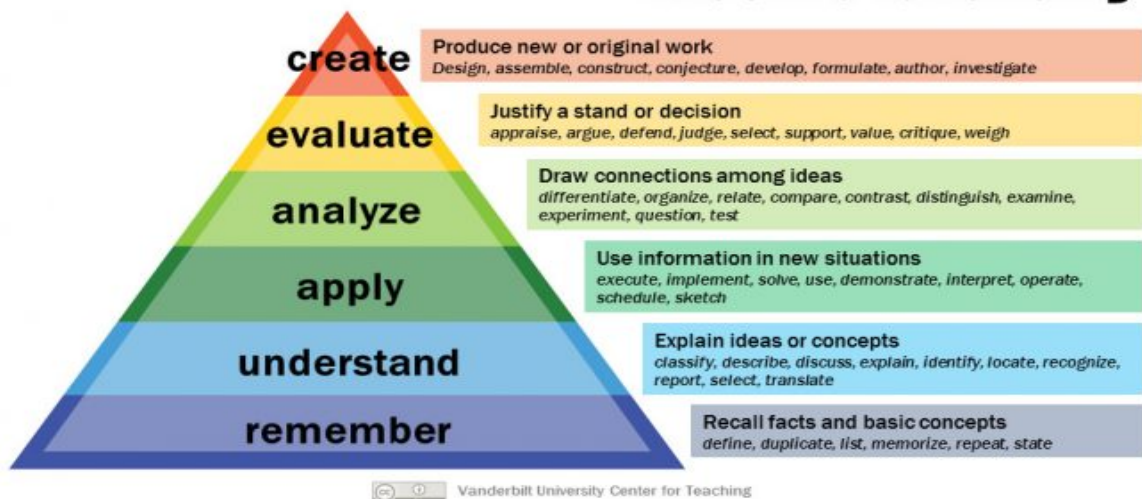 create
Produce new or original work
Design, assemble, construct, conjecture, develop, formulate, author, investigate
evaluate
Justify a stand or decision
appraise, argue, defend, judge, select, support, value, critique, weigh
analyze
Draw connections among ideas
differentiate, organize, relate, compare, contrast, distinguish, examine,
experiment, question, test
apply
Use information in new situations
execute, implement, solve, use, demonstrate, interpret, operate,
schedule, sketch
understand
Explain ideas or concepts
classify, describe, discuss, explain, identify, locate, recognize,
report, select, translate
remember
Recall facts and basic concepts
define, duplicate, list, memorize, repeat, state
cc
Vanderbilt University Center for Teaching